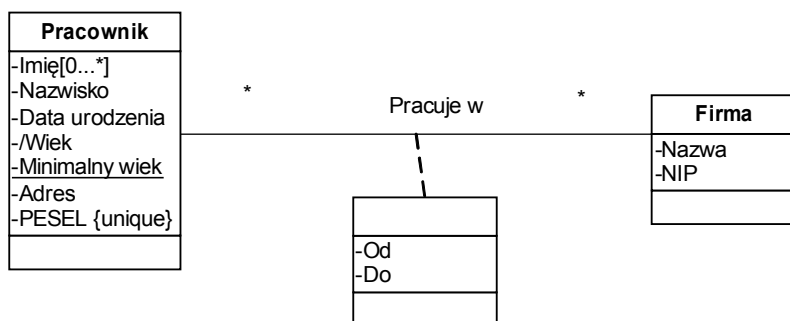 Pracownik
-Imię[0...*]
-Nazwisko
-Data urodzenia
-/Wiek
-Minimalny wiek
-Adres
-PESEL {unique}
*
Pracuje w
*
-Od
-Do
Firma
-Nazwa
-NIP